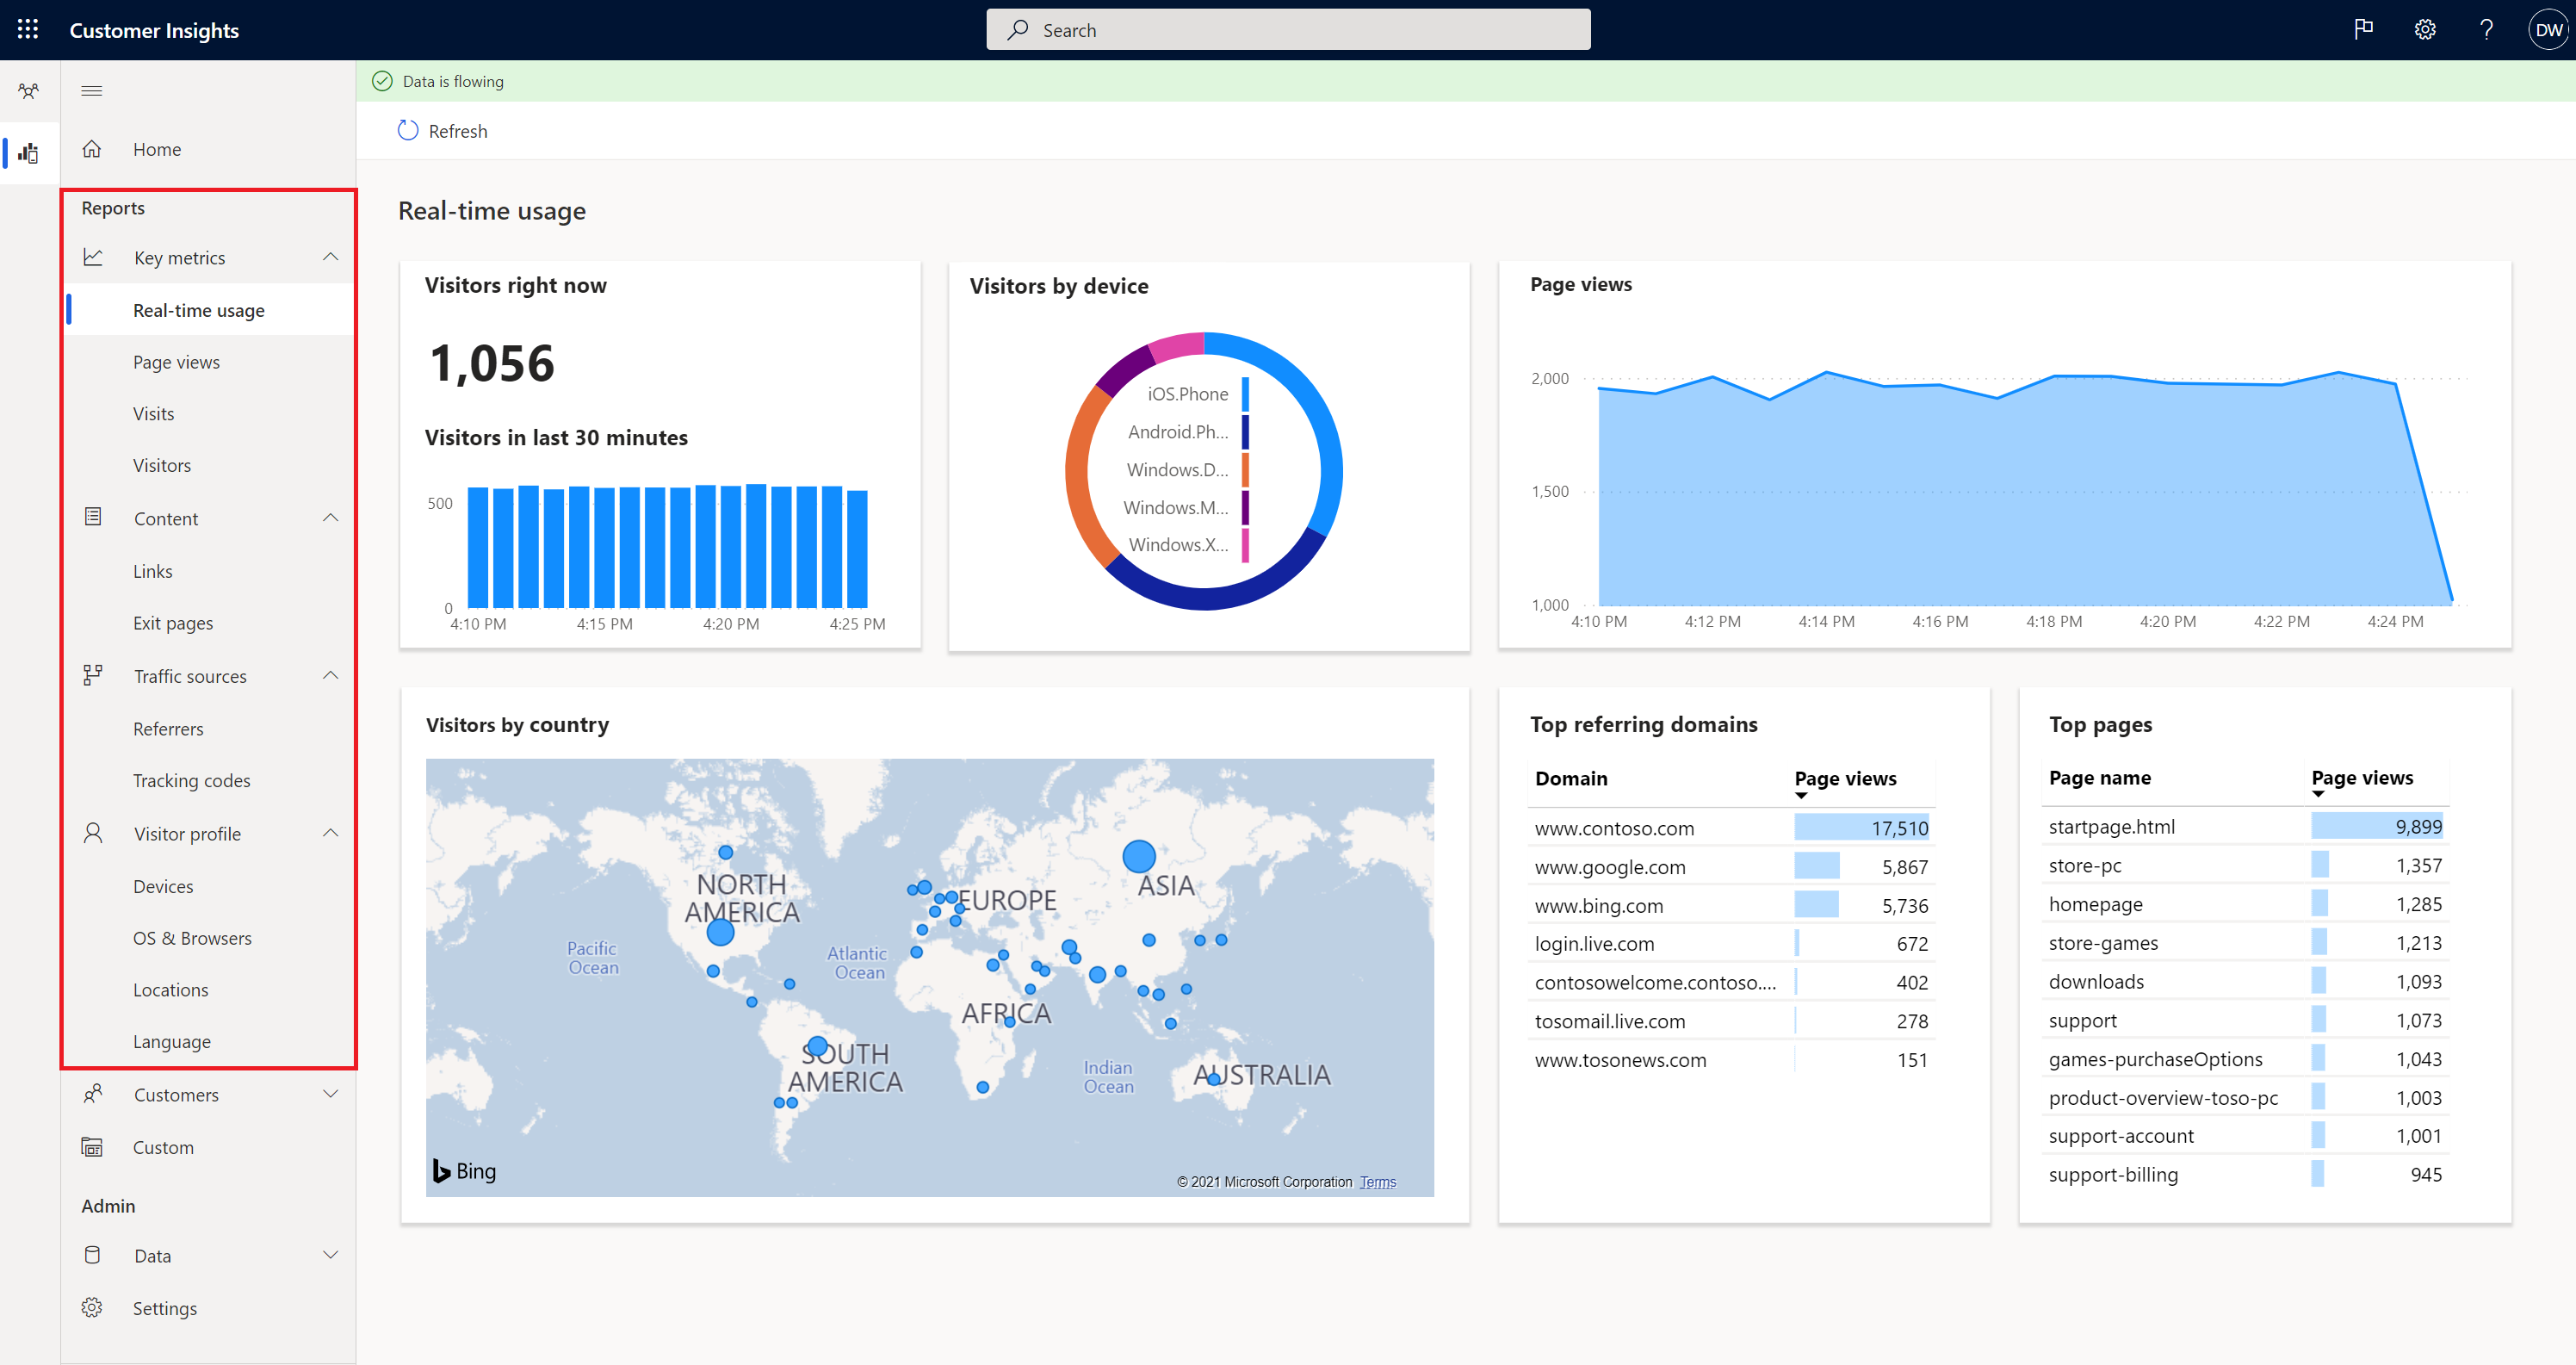 Customer Insights
Search
DW
Data is flowing
Refresh
Home
Reports
Key metrics
Real-time usage
Page views
Visits
Visitors
Content
Links
Exit pages
Traffic sources
Referrers
Tracking codes
Visitor profile
Devices
OS & Browsers
Locations
Language
Customers
Custom
Admin
Data
Settings
Real-time usage
Visitors right now
1,056
Visitors in last 30 minutes
500
0
4:10 PM 4:15 PM 4:20 PM 4:25 PM
Visitors by device
iOS.Phone
Android.Ph...
Windows.D...
Windows.M...
Windows.X...
Page views
2,000
1,500
1,000
4:10 PM 4:12 PM 4:14 PM 4:16 PM 4:18 PM 4:20 PM 4:22 PM 4:24 PM
Visitors by country
NORTH
AMERICA
EUROPE
ASIA
Pacific
Ocean
Atlantic
Ocean
AFRICA
SOUTH
AMERICA
Indian
Ocean
AUSTRALIA
Bing
© 2021 Microsoft Corporation Terms
Top referring domains
Domain Page views
www.contoso.com 17,510
www.google.com 5,867
www.bing.com 5,736
login.live.com 672
contosowelcome.contoso.... 402
tosomail.live.com 278
www.tosonews.com 151
Top pages
Page name Page views
startpage.html 9,899
store-pc 1,357
homepage 1,285
store-games 1,213
downloads 1,093
support 1,073
games-purchaseOptions 1,043
product-overview-toso-pc 1,003
support-account 1,001
support-billing 945